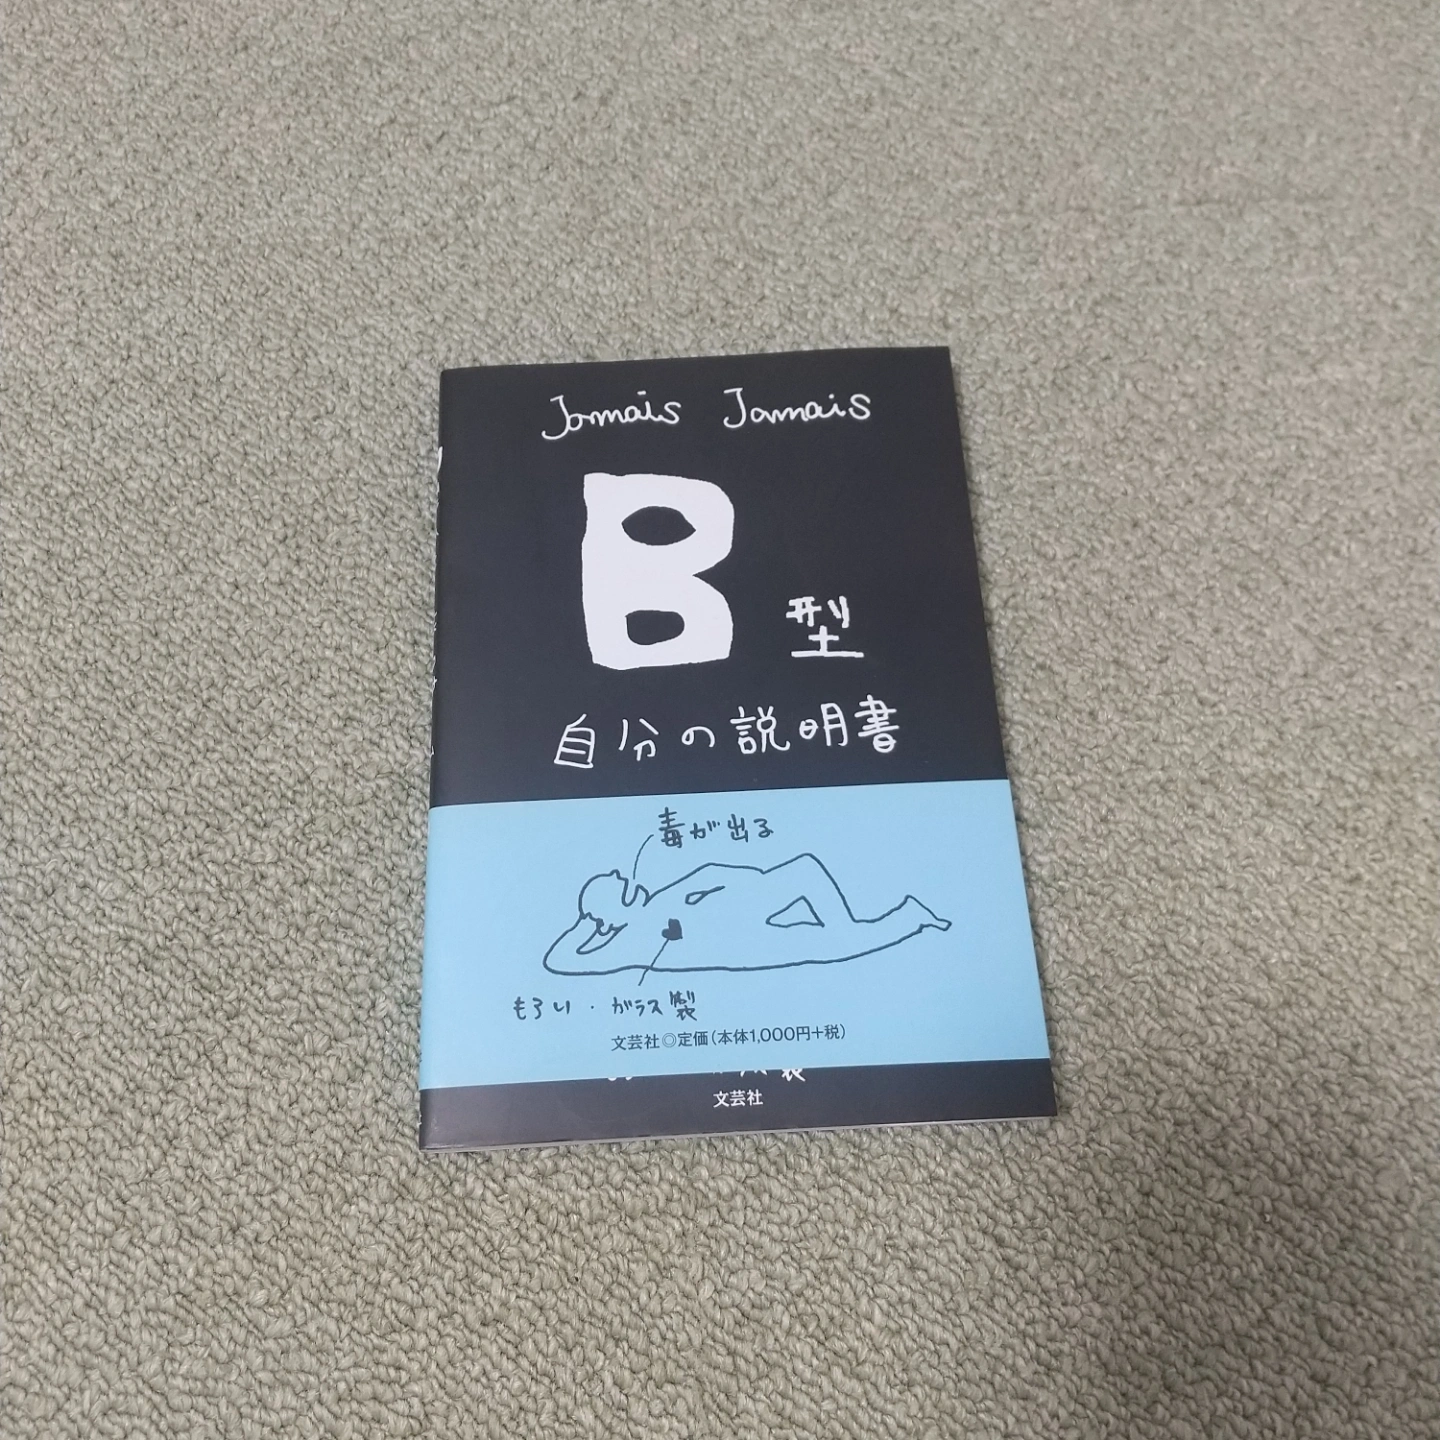 Jamais Jamais
B型
自分の説明書
毒が出る
もろい・ガラス製
文芸社◎定価(本体1,000円+税)
文芸社